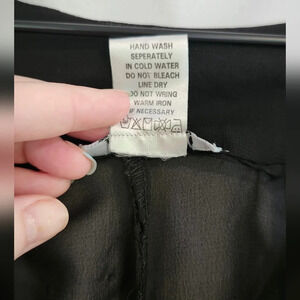 HAND WASH
SEPERATELY
IN COLD WATER
DO NOT BLEACH
LINE DRY
DO NOT WRING
WARM IRON
IF NECESSARY